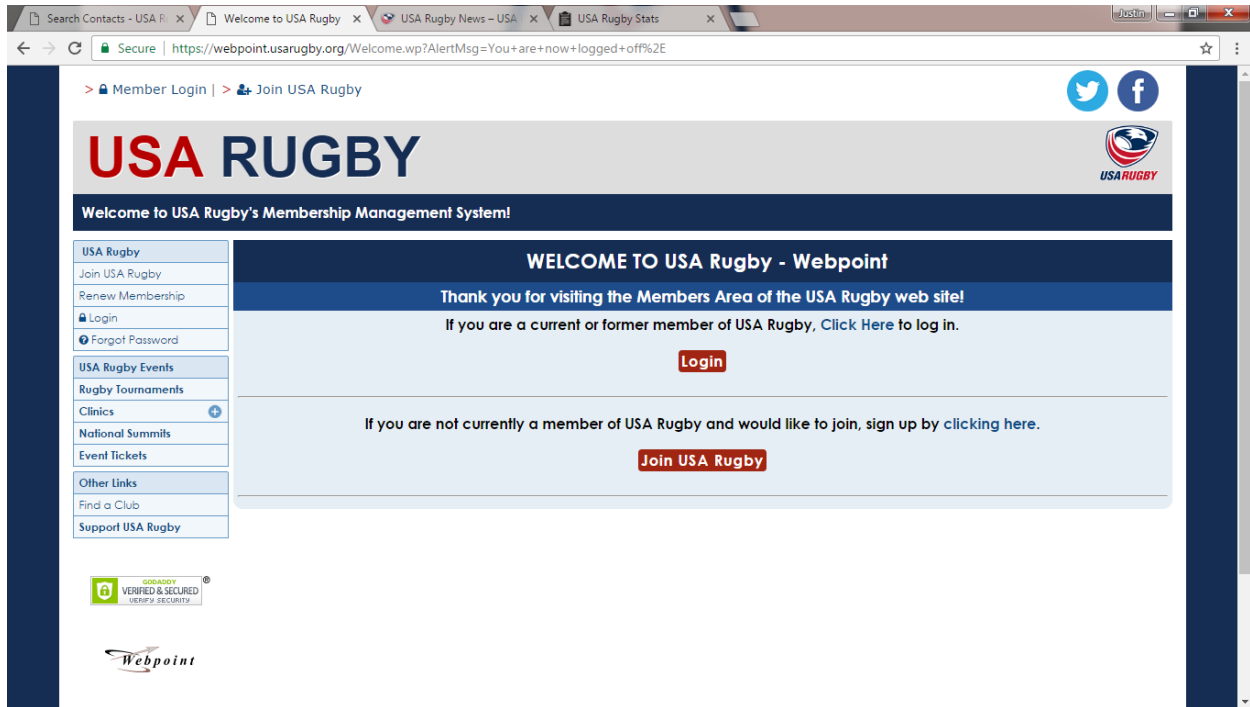 Search Contacts - USA R
Welcome to USA Rugby
USA Rugby News – USA
USA Rugby Stats
Justin
Secure | https://webpoint.usarugby.org/Welcome.wp?AlertMsg=You+are+now+logged+off%2E
> Member Login | > Join USA Rugby
USA RUGBY
USARUGBY
Welcome to USA Rugby's Membership Management System!
USA Rugby
Join USA Rugby
Renew Membership
Login
Forgot Password
USA Rugby Events
Rugby Tournaments
Clinics
National Summits
Event Tickets
Other Links
Find a Club
Support USA Rugby
GODADDY
VERIFIED & SECURED
VERIFY SECURITY
®
Webpoint
WELCOME TO USA Rugby - Webpoint
Thank you for visiting the Members Area of the USA Rugby web site!
If you are a current or former member of USA Rugby, Click Here to log in.
Login
If you are not currently a member of USA Rugby and would like to join, sign up by clicking here.
Join USA Rugby